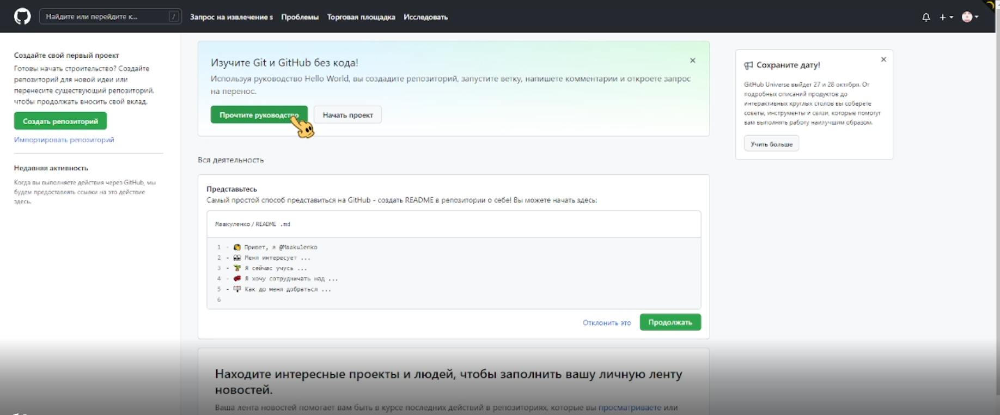 Найдите или перейдите к... /
Запрос на извлечение s Проблемы Торговая площадка Исследовать
Создайте свой первый проект
Готовы начать строительство? Создайте
репозиторий для новой идеи или
перенесите существующий репозиторий,
чтобы продолжать вносить свой вклад.
Создать репозиторий
Импортировать репозиторий
Недавняя активность
Когда вы выполняете действия через GitHub, мы
будем предоставлять ссылки на это действие
здесь.
Изучите Git и GitHub без кода!
Используя руководство Hello World, вы создадите репозиторий, запустите ветку, напишете комментарии и откроете запрос
на перенос.
Прочтите руководство Начать проект
Вся деятельность
Представьтесь
Самый простой способ представиться на GitHub - создать README в репозитории о себе! Вы можете начать здесь:
Маакуленко / README .md
1 - 👋 Привет, я @Maakulenko
2 - 👀 Меня интересует ...
3 - 🌱 Я сейчас учусь ...
4 - 💞 Я хочу сотрудничать над ...
5 - 📫 Как до меня добраться ...
6
Отклонить это Продолжать
Находите интересные проекты и людей, чтобы заполнить вашу личную ленту
новостей.
Ваша лента новостей помогает вам быть в курсе последних действий в репозиториях, которые вы просматриваете или
Сохраните дату!
GitHub Universe выйдет 27 и 28 октября. От
подробных описаний продуктов до
интерактивных круглых столов вы соберете
советы, инструменты и связи, которые помогут
вам выполнять работу наилучшим образом.
Учить больше